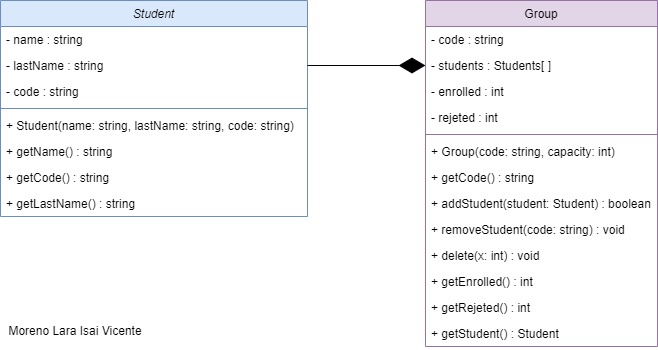 Student
- name : string
- lastName : string
- code : string
+ Student(name: string, lastName: string, code: string)
+ getName() : string
+ getCode() : string
+ getLastName() : string
Group
- code : string
- students : Students[ ]
- enrolled : int
- rejeted : int
+ Group(code: string, capacity: int)
+ getCode() : string
+ addStudent(student: Student) : boolean
+ removeStudent(code: string) : void
+ delete(x: int) : void
+ getEnrolled() : int
+ getRejeted() : int
+ getStudent() : Student
Moreno Lara Isai Vicente